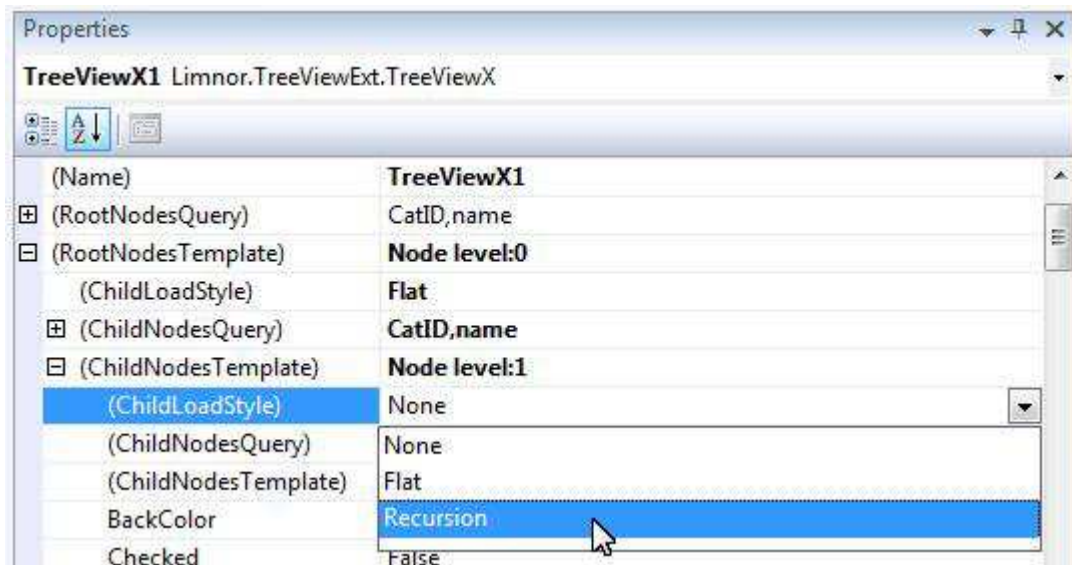 Properties
TreeViewX1 Limnor.TreeViewExt.TreeViewX
A Z
(Name) TreeViewX1
(RootNodesQuery) CatID,name
(RootNodesTemplate) Node level:0
(ChildLoadStyle) Flat
(ChildNodesQuery) CatID,name
(ChildNodesTemplate) Node level:1
(ChildLoadStyle) None
(ChildNodesQuery) None
(ChildNodesTemplate) Flat
BackColor Recursion
Checked False